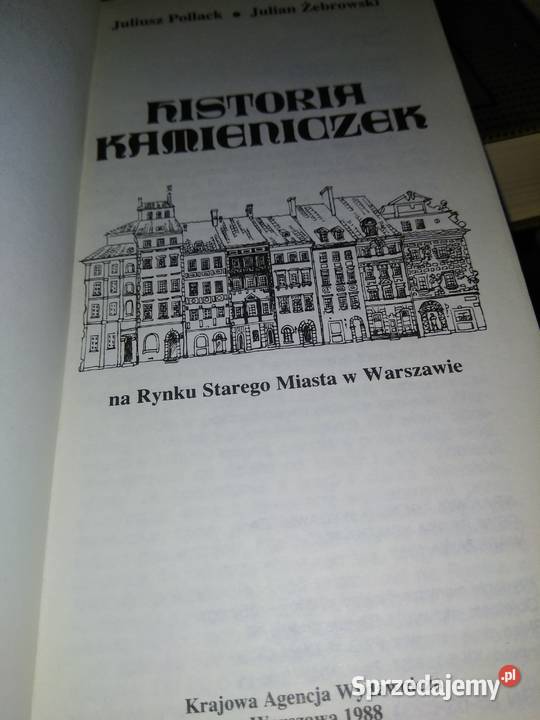 Juliusz Pollack • Julian Żebrowski
HISTORIA
KAMIENICZEK
na Rynku Starego Miasta w Warszawie
Krajowa Agencja
Warszawa 1988
Sprzedajemy.pl